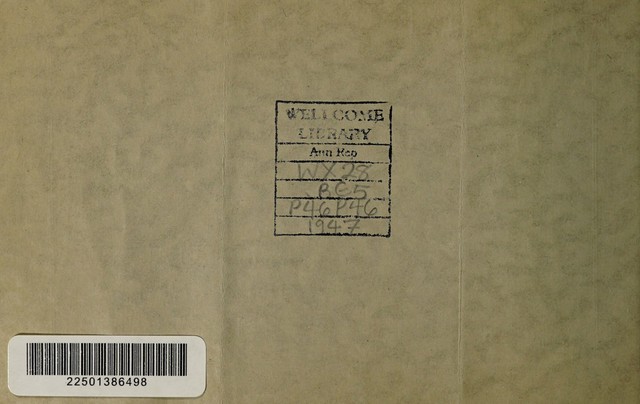 WELLCOME
LIBRARY
Ann Rep
WX28
.BE5
P46P46
1947
22501386498